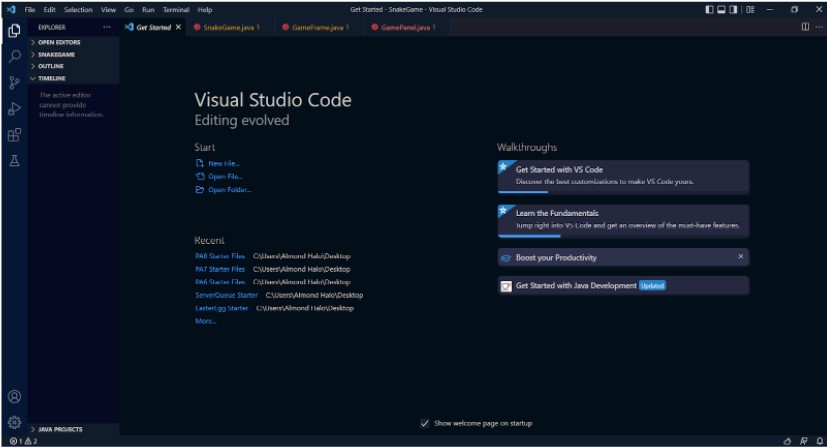 File Edit Selection View Go Run Terminal Help
Get Started - SnakeGame - Visual Studio Code
EXPLORER
Get Started
SnakeGame.java 1
GameFrame.java 1
GamePanel.java 1
OPEN EDITORS
SNAKEGAME
OUTLINE
TIMELINE
The active editor
cannot provide
timeline information.
Visual Studio Code
Editing evolved
Start
New File...
Open File...
Open Folder...
Recent
PA8 Starter Files C:\Users\Almond Halo\Desktop
PA7 Starter Files C:\Users\Almond Halo\Desktop
PA6 Starter Files C:\Users\Almond Halo\Desktop
ServerQueue Starter C:\Users\Almond Halo\Desktop
EasterEgg Starter C:\Users\Almond Halo\Desktop
More...
Walkthroughs
Get Started with VS Code
Discover the best customizations to make VS Code yours.
Learn the Fundamentals
Jump right into VS Code and get an overview of the must-have features.
Boost your Productivity
Get Started with Java Development Updated
Show welcome page on startup
JAVA PROJECTS
1 2